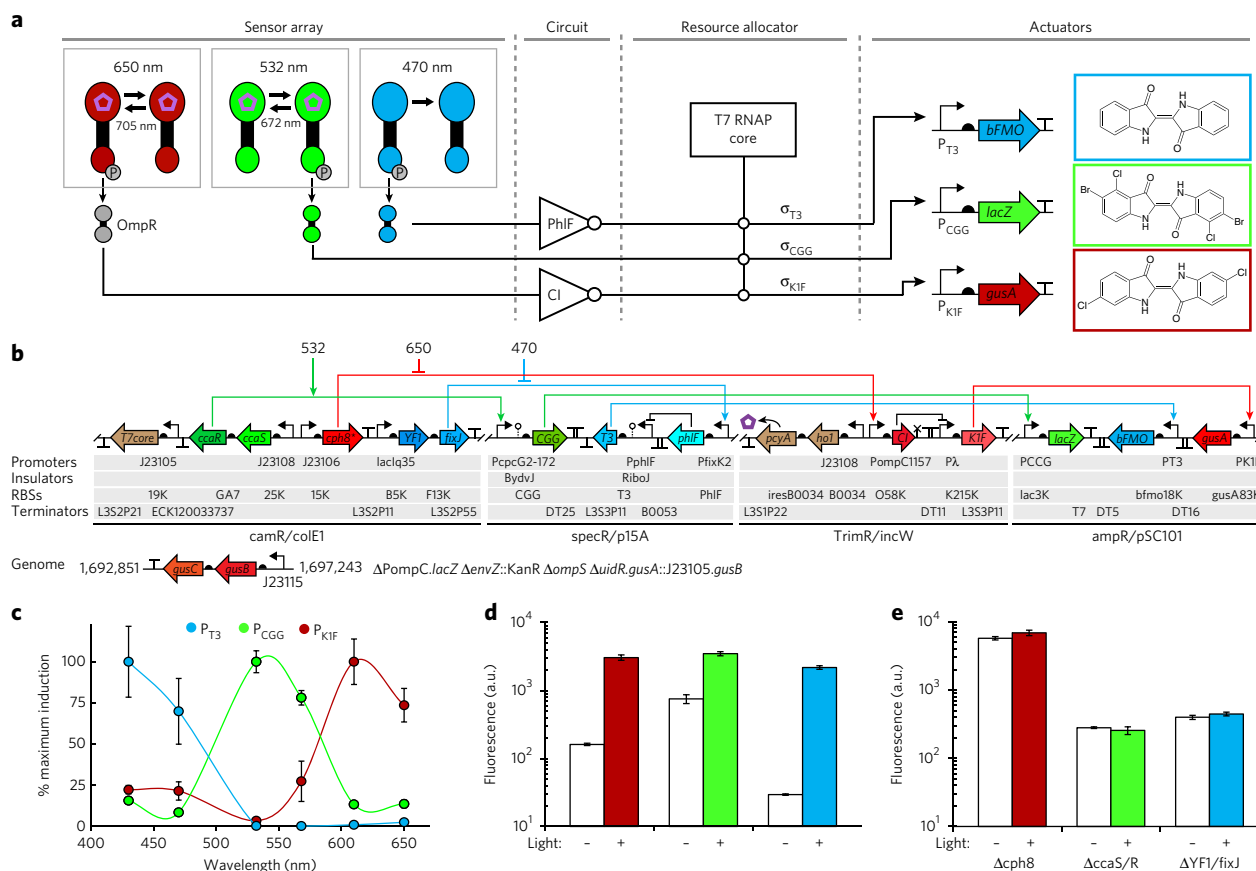 a
Sensor array
Circuit
Resource allocator
Actuators
650 nm
532 nm
470 nm
705 nm
672 nm
P
P
P
OmpR
PhlF
CI
T7 RNAP
core
σT3
σCGG
σK1F
PT3
bFMO
PCGG
lacZ
PK1F
gusA
O
H
N
N
H
O
Cl
O
H
N
Br
Br
N
H
O
Cl
O
H
N
Cl
Cl
N
H
O
b
532
650
470
T7core
ccaR
ccaS
cph8*
YF1
fixJ
CGG
T3
phlF
pcyA
ho1
CI
K1F
lacZ
bFMO
gusA
Promoters
J23105
J23108
J23106
lacIq35
PcpcG2-172
PphlF
PfixK2
J23108
PompC1157
Pλ
PCCG
PT3
PK1F
Insulators
BydvJ
RiboJ
RBSs
19K
GA7
25K
15K
B5K
F13K
CGG
T3
PhlF
iresB0034
B0034
O58K
K215K
lac3K
bfmo18K
gusA83K
Terminators
L3S2P21
ECK120033737
L3S2P11
L3S2P55
DT25
L3S3P11
B0053
L3S1P22
DT11
L3S3P11
T7
DT5
DT16
camR/colE1
specR/p15A
TrimR/incW
ampR/pSC101
Genome
1,692,851
gusC
gusB
1,697,243
J23115
ΔPompC.lacZ ΔenvZ::KanR ΔompS ΔuidR.gusA::J23105.gusB
c
PT3
PCGG
PK1F
% maximum induction
100
75
50
25
0
400
450
500
550
600
650
Wavelength (nm)
d
Fluorescence (a.u.)
10^4
10^3
10^2
10^1
Light:
–
+
–
+
–
+
e
Fluorescence (a.u.)
10^4
10^3
10^2
10^1
Light:
–
+
–
+
–
+
Δcph8
ΔccaS/R
ΔYF1/fixJ